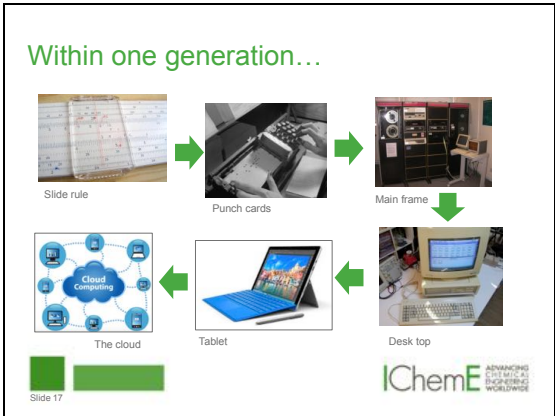 Within one generation…
Slide rule
Punch cards
Main frame
Cloud
Computing
The cloud
Tablet
Desk top
Slide 17
IChemE
ADVANCING
CHEMICAL
ENGINEERING
WORLDWIDE